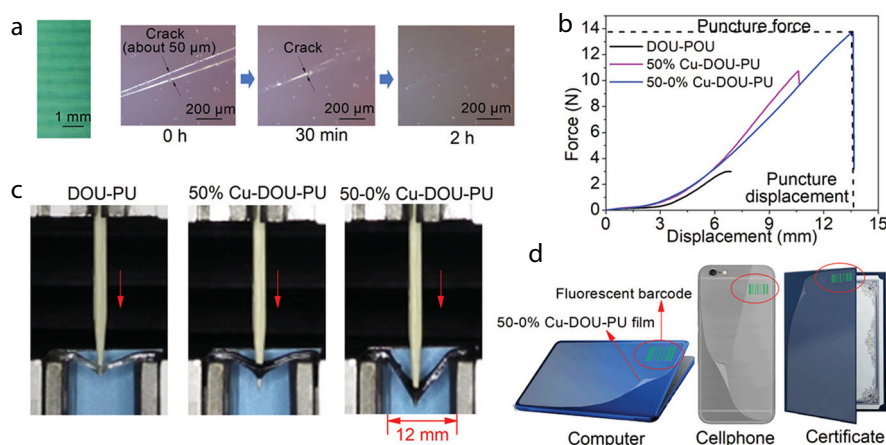 a
Crack
(about 50 μm)
1 mm
200 μm
0 h
Crack
200 μm
30 min
200 μm
2 h
b
Force (N)
14
12
10
8
6
4
2
0
Puncture force
DOU-POU
50% Cu-DOU-PU
50-0% Cu-DOU-PU
Puncture
displacement
0 3 6 9 12 15
Displacement (mm)
c
DOU-PU
50% Cu-DOU-PU
50-0% Cu-DOU-PU
12 mm
d
Fluorescent barcode
50-0% Cu-DOU-PU film
Computer
Cellphone
Certificate